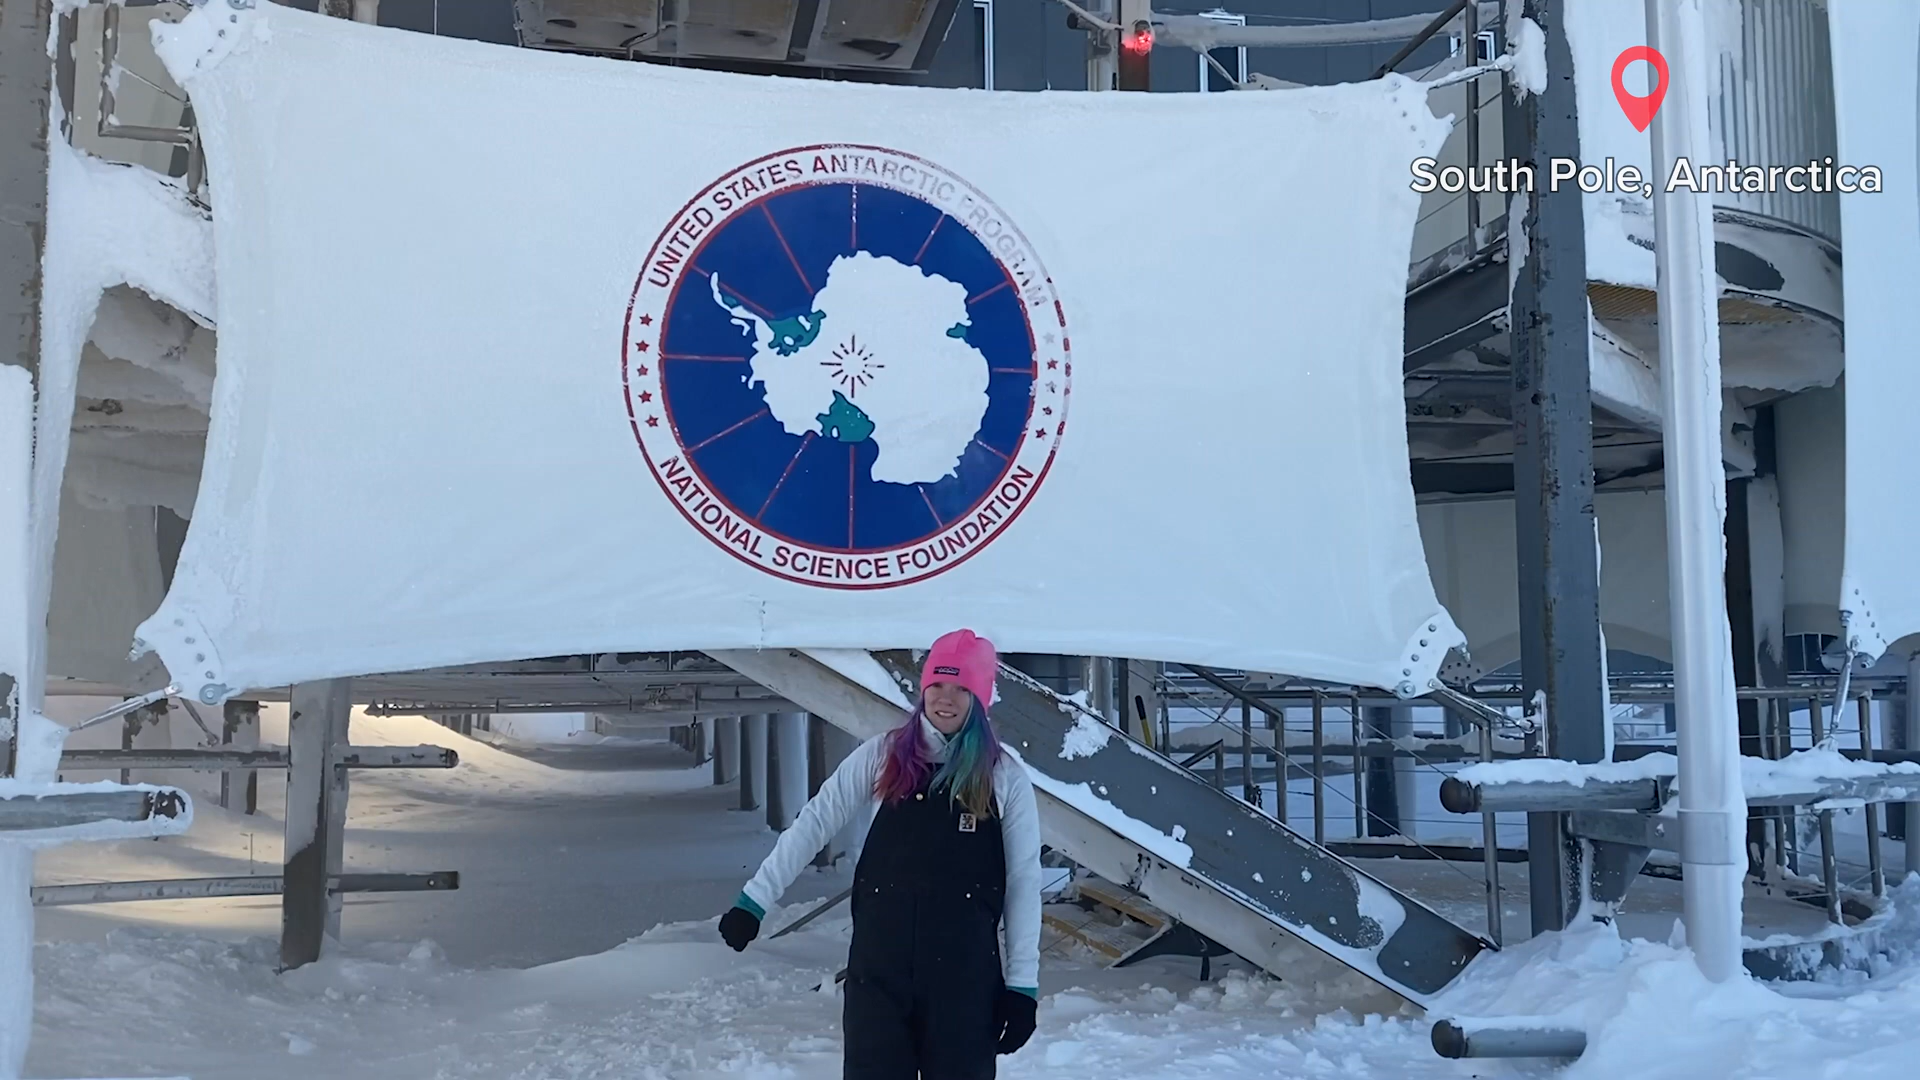 UNITED STATES ANTARCTIC PROGRAM
NATIONAL SCIENCE FOUNDATION
South Pole, Antarctica